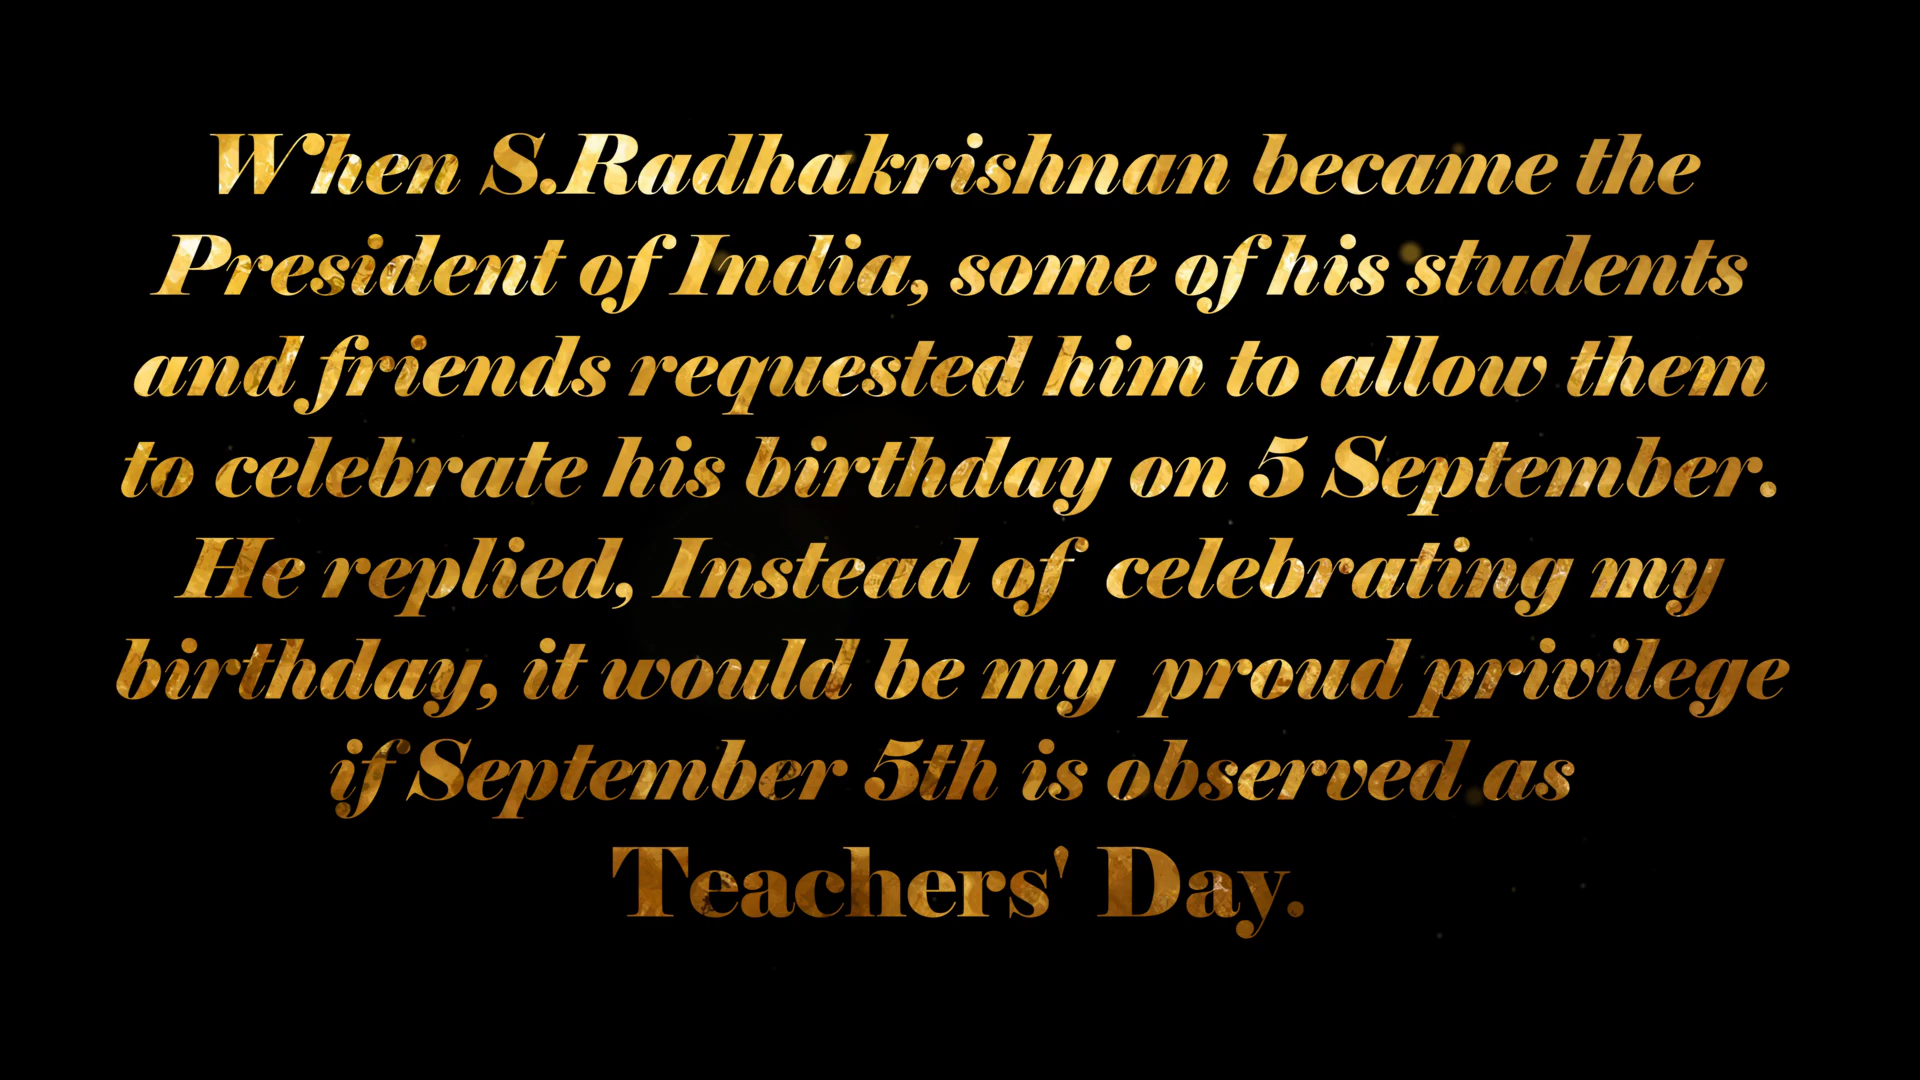 When S.Radhakrishnan became the
President of India, some of his students
and friends requested him to allow them
to celebrate his birthday on 5 September.
He replied, Instead of celebrating my
birthday, it would be my proud privilege
if September 5th is observed as
Teachers' Day.